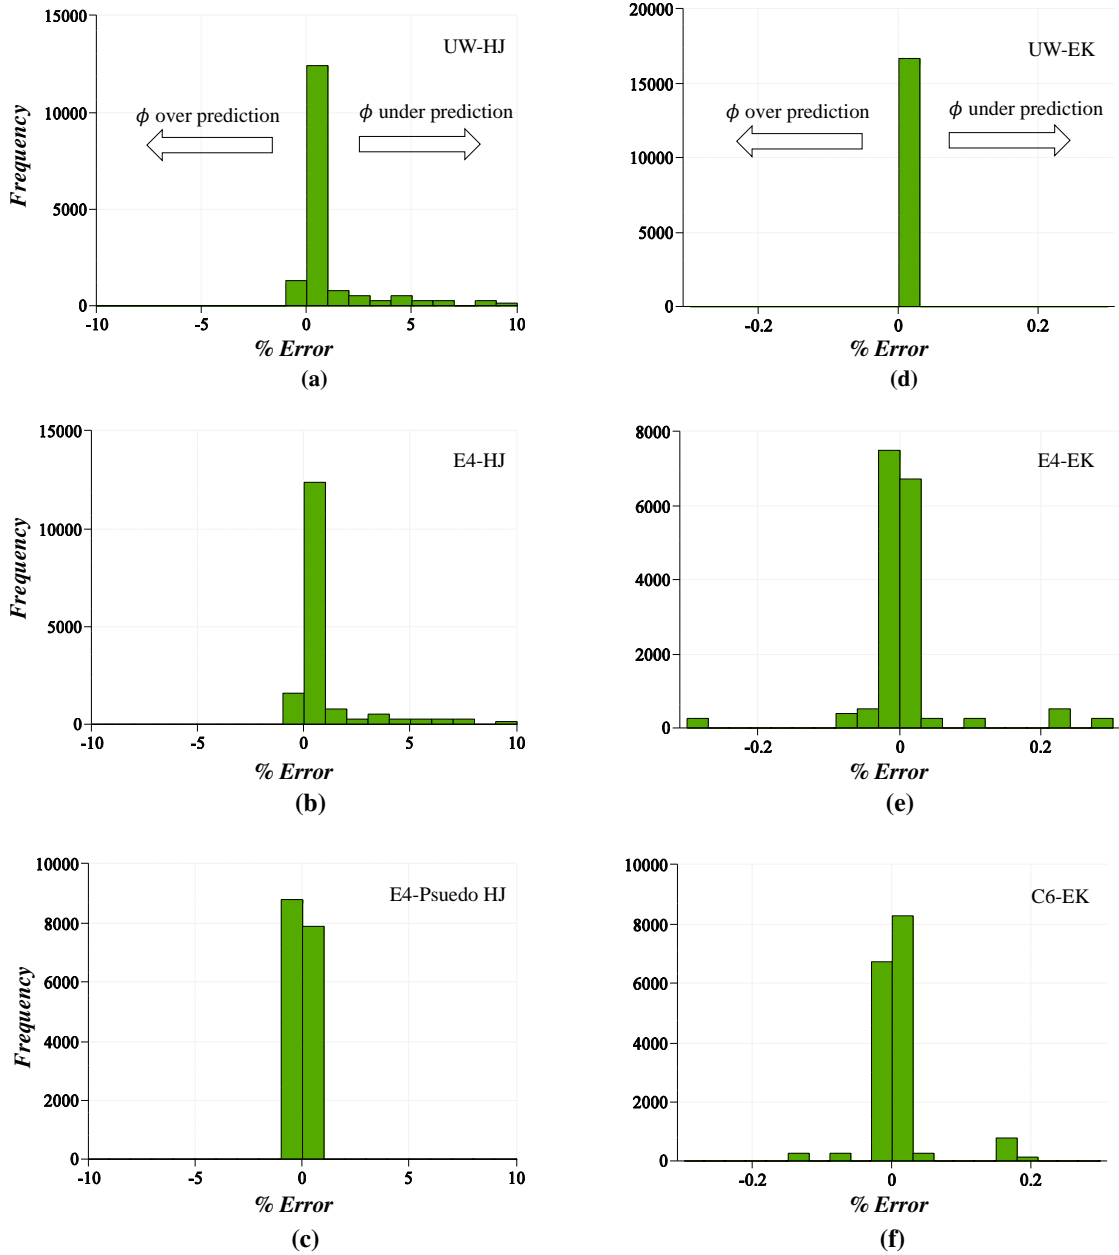 15000
UW-HJ
10000
ϕ over prediction
ϕ under prediction
Frequency
5000
0
-10 -5 0 5 10
% Error
(a)
20000
UW-EK
15000
ϕ over prediction
ϕ under prediction
10000
5000
0
-0.2 0 0.2
% Error
(d)
15000
E4-HJ
10000
Frequency
5000
0
-10 -5 0 5 10
% Error
(b)
8000
E4-EK
6000
4000
2000
0
-0.2 0 0.2
% Error
(e)
10000
E4-Psuedo HJ
8000
6000
Frequency
4000
2000
0
-10 -5 0 5 10
% Error
(c)
10000
C6-EK
8000
6000
4000
2000
0
-0.2 0 0.2
% Error
(f)